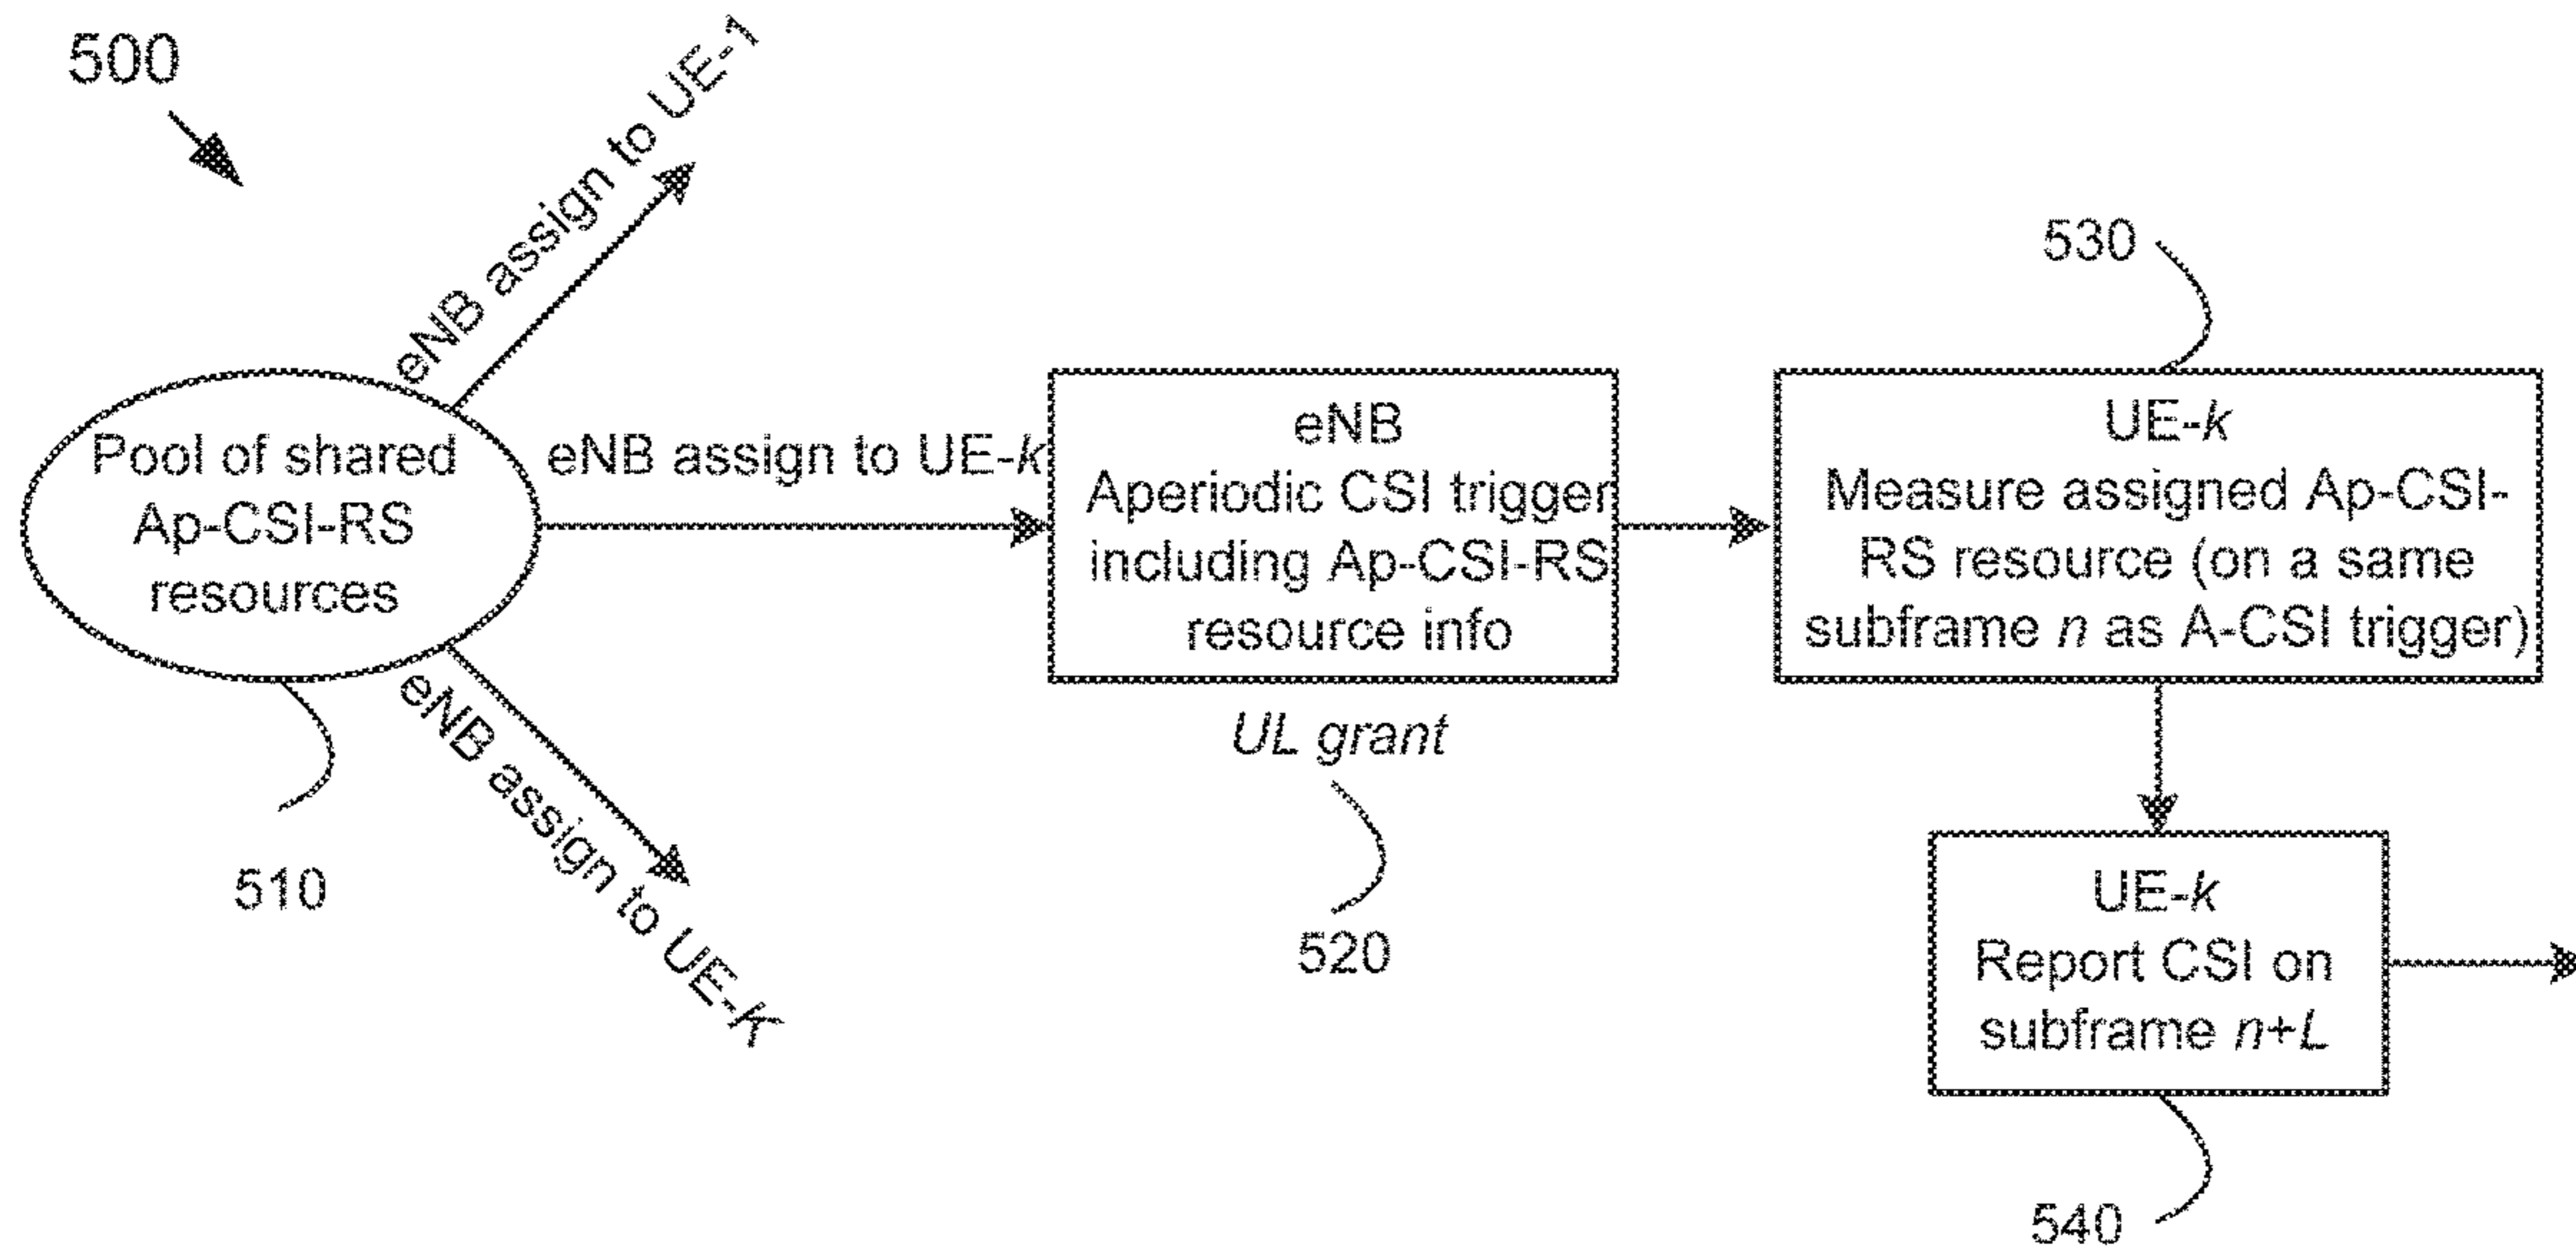 500
eNB assign to UE-1
Pool of shared
Ap-CSI-RS
resources
510
eNB assign to UE-k
eNB assign to UE-K
eNB
Aperiodic CSI trigger
including Ap-CSI-RS
resource info
UL grant
520
530
UE-k
Measure assigned Ap-CSI-
RS resource (on a same
subframe n as A-CSI trigger)
UE-k
Report CSI on
subframe n+L
540